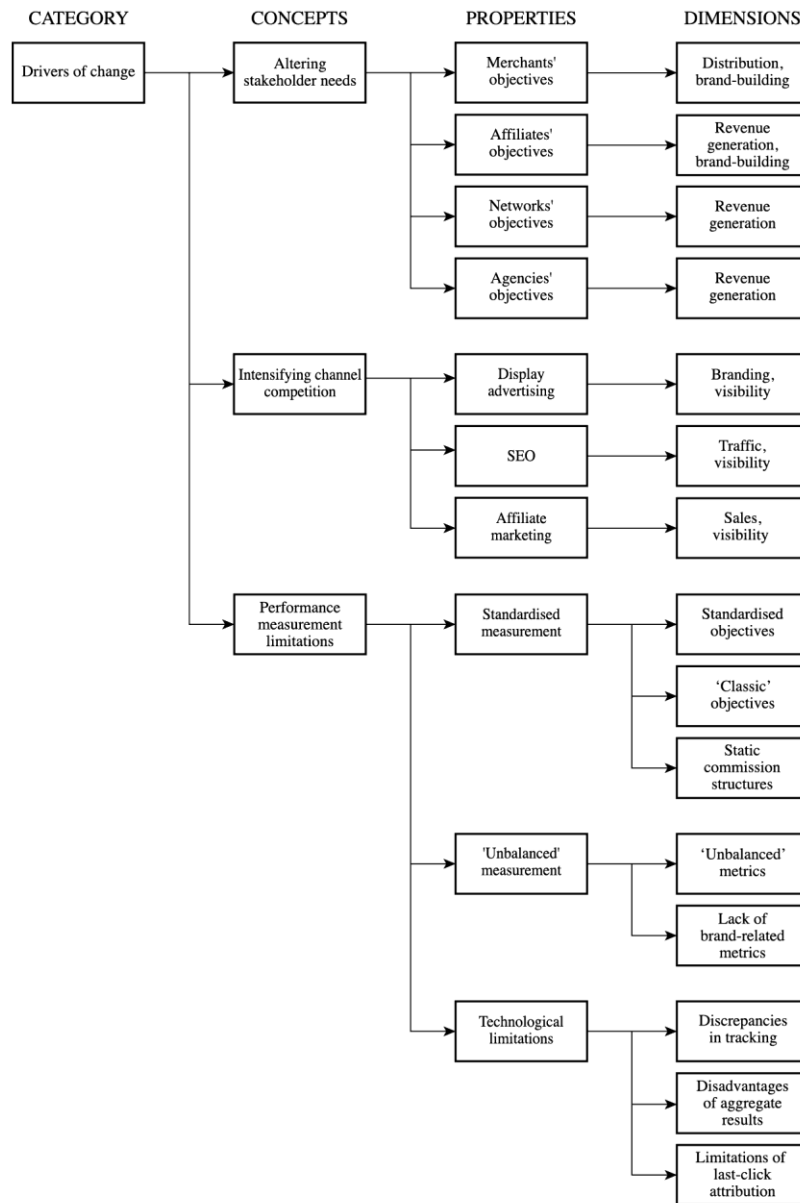 CATEGORY CONCEPTS PROPERTIES DIMENSIONS
Drivers of change
Altering
stakeholder needs
Merchants'
objectives
Distribution,
brand-building
Affiliates'
objectives
Revenue
generation,
brand-building
Networks'
objectives
Revenue
generation
Agencies'
objectives
Revenue
generation
Intensifying channel
competition
Display
advertising
Branding,
visibility
SEO
Traffic,
visibility
Affiliate
marketing
Sales,
visibility
Performance
measurement
limitations
Standardised
measurement
Standardised
objectives
‘Classic’
objectives
Static
commission
structures
'Unbalanced'
measurement
‘Unbalanced’
metrics
Lack of
brand-related
metrics
Technological
limitations
Discrepancies
in tracking
Disadvantages
of aggregate
results
Limitations of
last-click
attribution